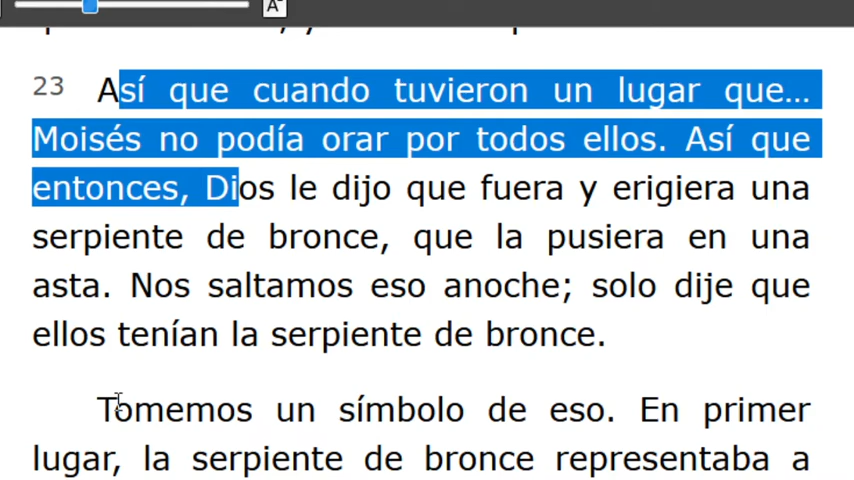 A
23 Así que cuando tuvieron un lugar que…
Moisés no podía orar por todos ellos. Así que
entonces, Dios le dijo que fuera y erigiera una
serpiente de bronce, que la pusiera en una
asta. Nos saltamos eso anoche; solo dije que
ellos tenían la serpiente de bronce.
Tomemos un símbolo de eso. En primer
lugar, la serpiente de bronce representaba a